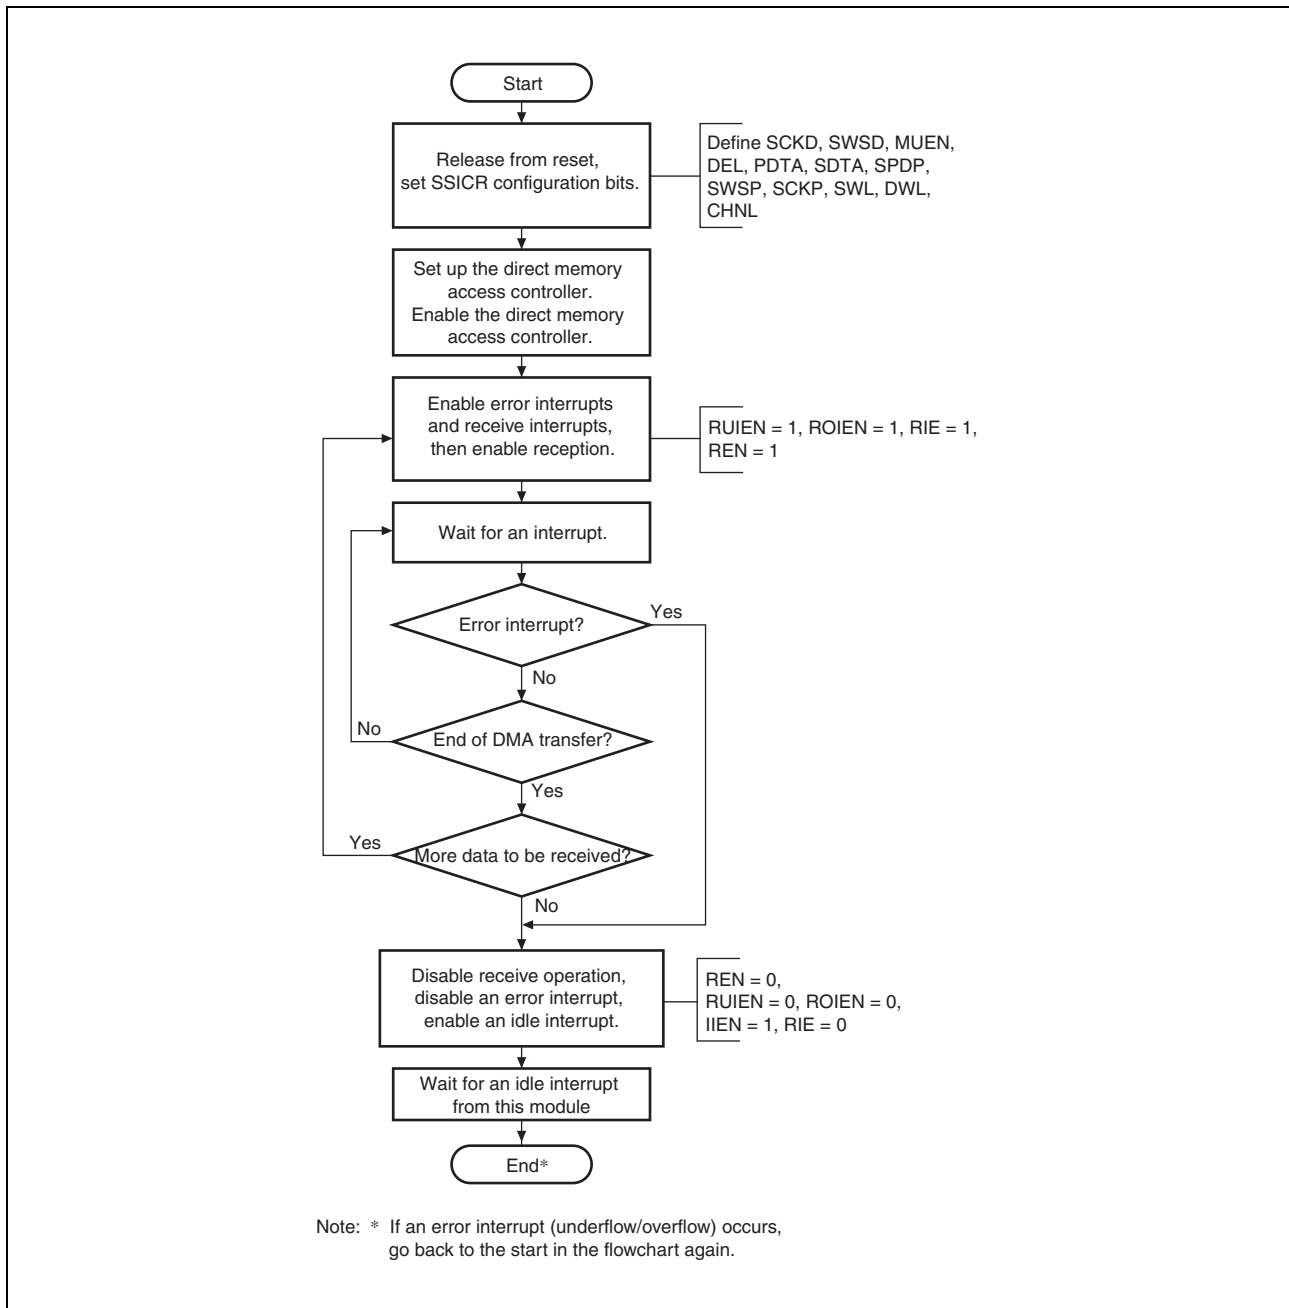 Start
Release from reset,
set SSICR configuration bits.
Define SCKD, SWSD, MUEN,
DEL, PDTA, SDTA, SPDP,
SWSP, SCKP, SWL, DWL,
CHNL
Set up the direct memory
access controller.
Enable the direct memory
access controller.
Enable error interrupts
and receive interrupts,
then enable reception.
RUIEN = 1, ROIEN = 1, RIE = 1,
REN = 1
Wait for an interrupt.
Error interrupt?
Yes
No
End of DMA transfer?
No
Yes
More data to be received?
Yes
No
Disable receive operation,
disable an error interrupt,
enable an idle interrupt.
REN = 0,
RUIEN = 0, ROIEN = 0,
IIEN = 1, RIE = 0
Wait for an idle interrupt
from this module
End*
Note: * If an error interrupt (underflow/overflow) occurs,
go back to the start in the flowchart again.